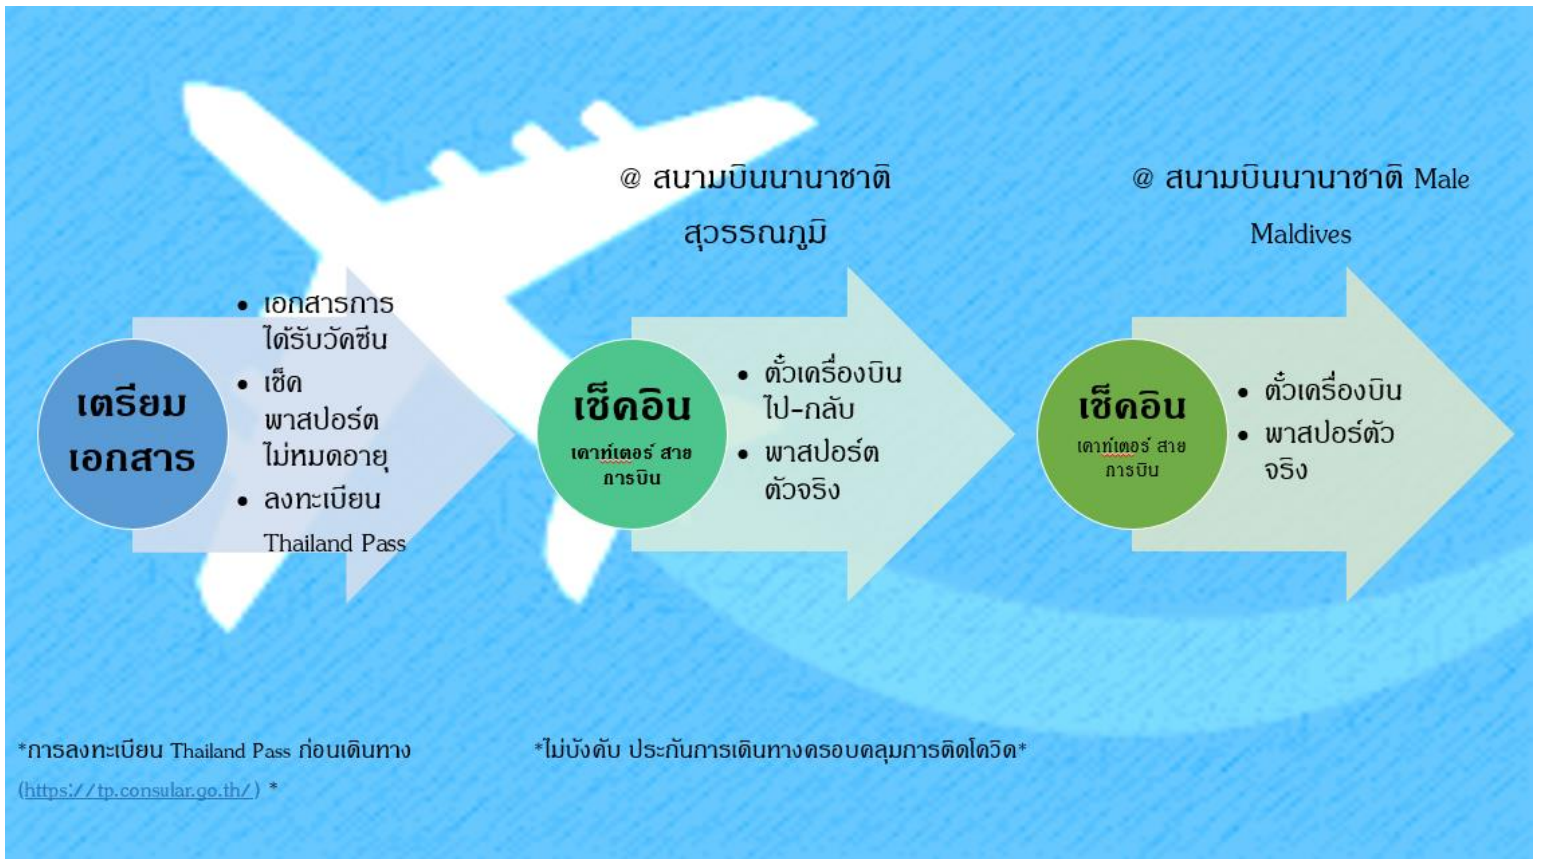 @ สนามบินนานาชาติ
สุวรรณภูมิ
@ สนามบินนานาชาติ Male
Maldives
เตรียม
เอกสาร
• เอกสารการ
ได้รับวัคซีน
• เช็ค
พาสปอร์ต
ไม่หมดอายุ
• ลงทะเบียน
Thailand Pass
เช็คอิน
เคาท์เตอร์ สาย
การบิน
• ตั๋วเครื่องบิน
ไป-กลับ
• พาสปอร์ต
ตัวจริง
เช็คอิน
เคาท์เตอร์ สาย
การบิน
• ตั๋วเครื่องบิน
• พาสปอร์ตัว
จริง
*การลงทะเบียน Thailand Pass ก่อนเดินทาง
(https://tp.consular.go.th/) *
*ไม่บังคับ ประกันการเดินทางครอบคลุมการติดโควิด*